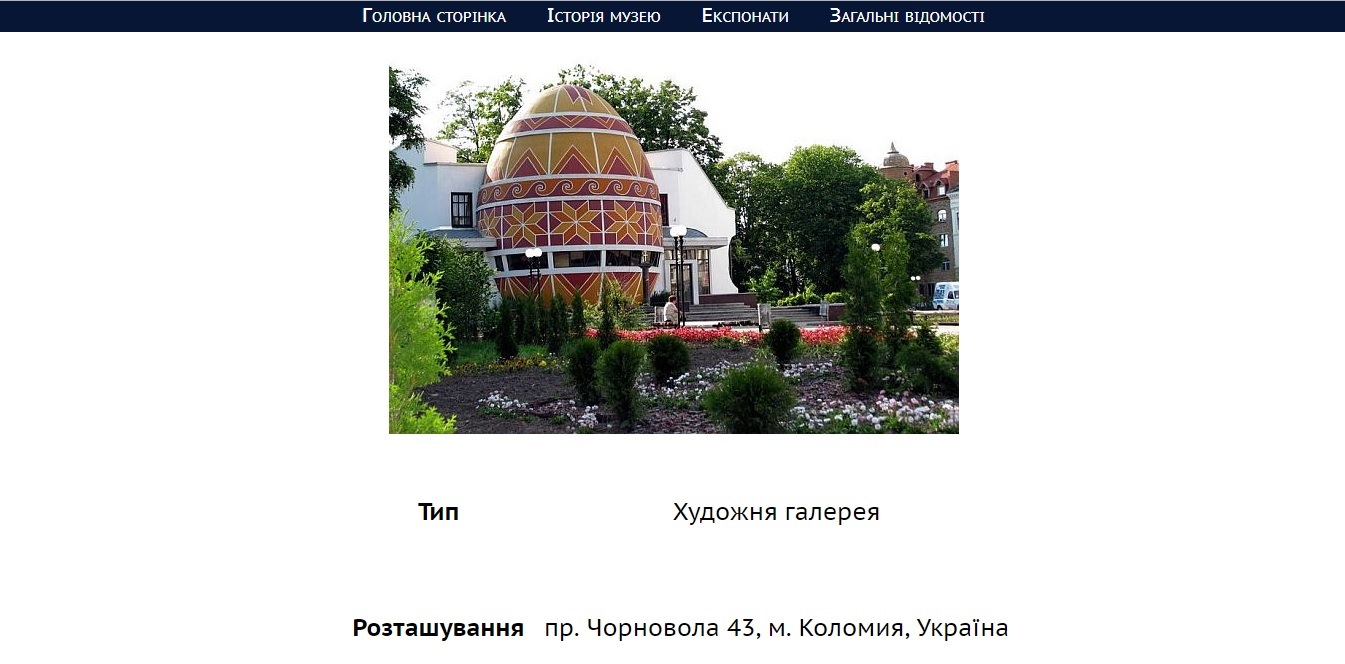 Головна сторінка Історія музею Експонати Загальні відомості
Тип Художня галерея
Розташування пр. Чорновола 43, м. Коломия, Україна